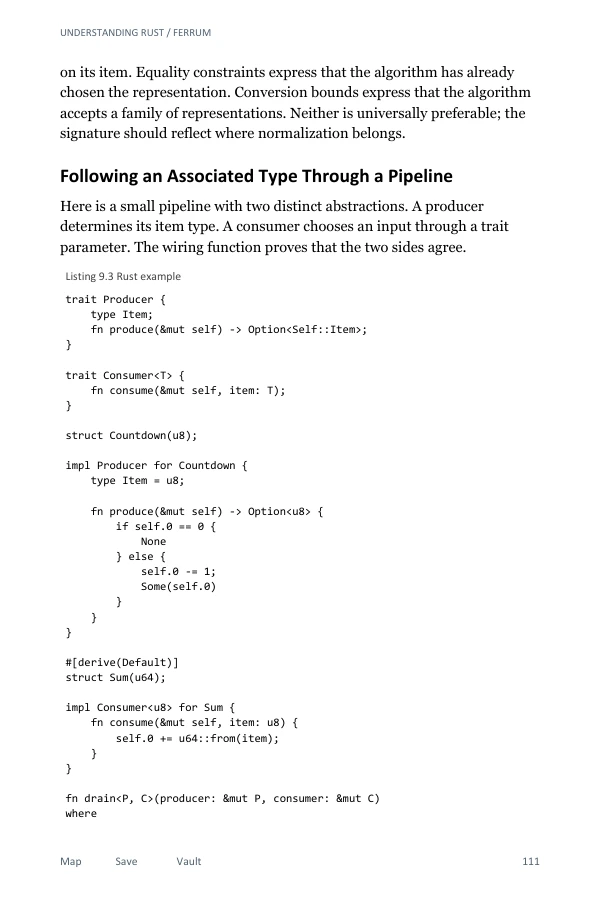 UNDERSTANDING RUST / FERRUM
on its item. Equality constraints express that the algorithm has already
chosen the representation. Conversion bounds express that the algorithm
accepts a family of representations. Neither is universally preferable; the
signature should reflect where normalization belongs.
Following an Associated Type Through a Pipeline
Here is a small pipeline with two distinct abstractions. A producer
determines its item type. A consumer chooses an input through a trait
parameter. The wiring function proves that the two sides agree.
Listing 9.3 Rust example
trait Producer {
    type Item;
    fn produce(&mut self) -> Option<Self::Item>;
}
trait Consumer<T> {
    fn consume(&mut self, item: T);
}
struct Countdown(u8);
impl Producer for Countdown {
    type Item = u8;
    fn produce(&mut self) -> Option<u8> {
        if self.0 == 0 {
            None
        } else {
            self.0 -= 1;
            Some(self.0)
        }
    }
}
#[derive(Default)]
struct Sum(u64);
impl Consumer<u8> for Sum {
    fn consume(&mut self, item: u8) {
        self.0 += u64::from(item);
    }
}
fn drain<P, C>(producer: &mut P, consumer: &mut C)
where
Map Save Vault 111